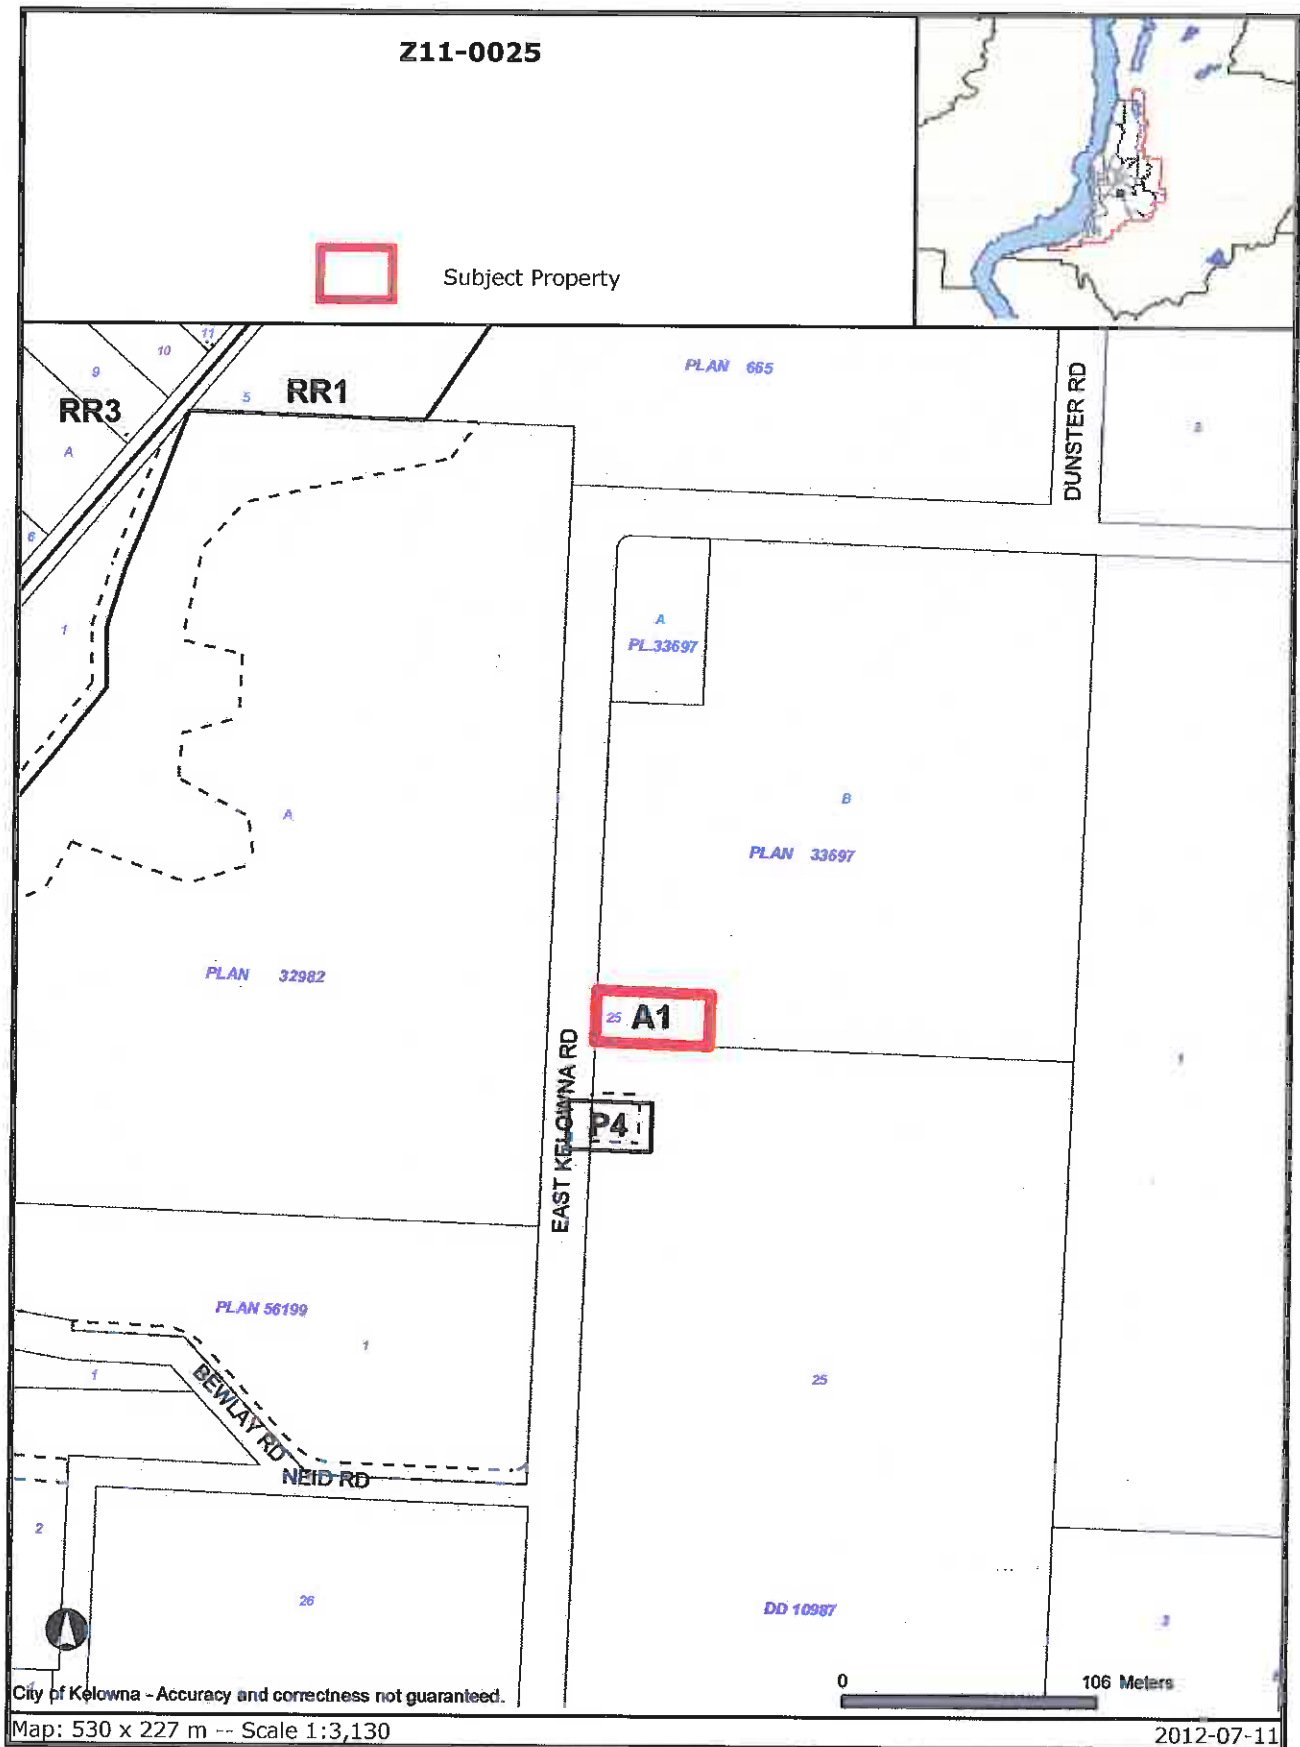 Z11-0025
Subject Property
11
10
9
RR3
A
6
5
RR1
PLAN 665
DUNSTER RD
1
A
PL.33697
A
B
PLAN 33697
PLAN 32982
25 A1
EAST KELOWNA RD
P4
1
PLAN 56199
1
1
BEWLAY RD
NEID RD
25
2
26
DD 10987
3
City of Kelowna - Accuracy and correctness not guaranteed.
0 106 Meters
Map: 530 x 227 m -- Scale 1:3,130
2012-07-11